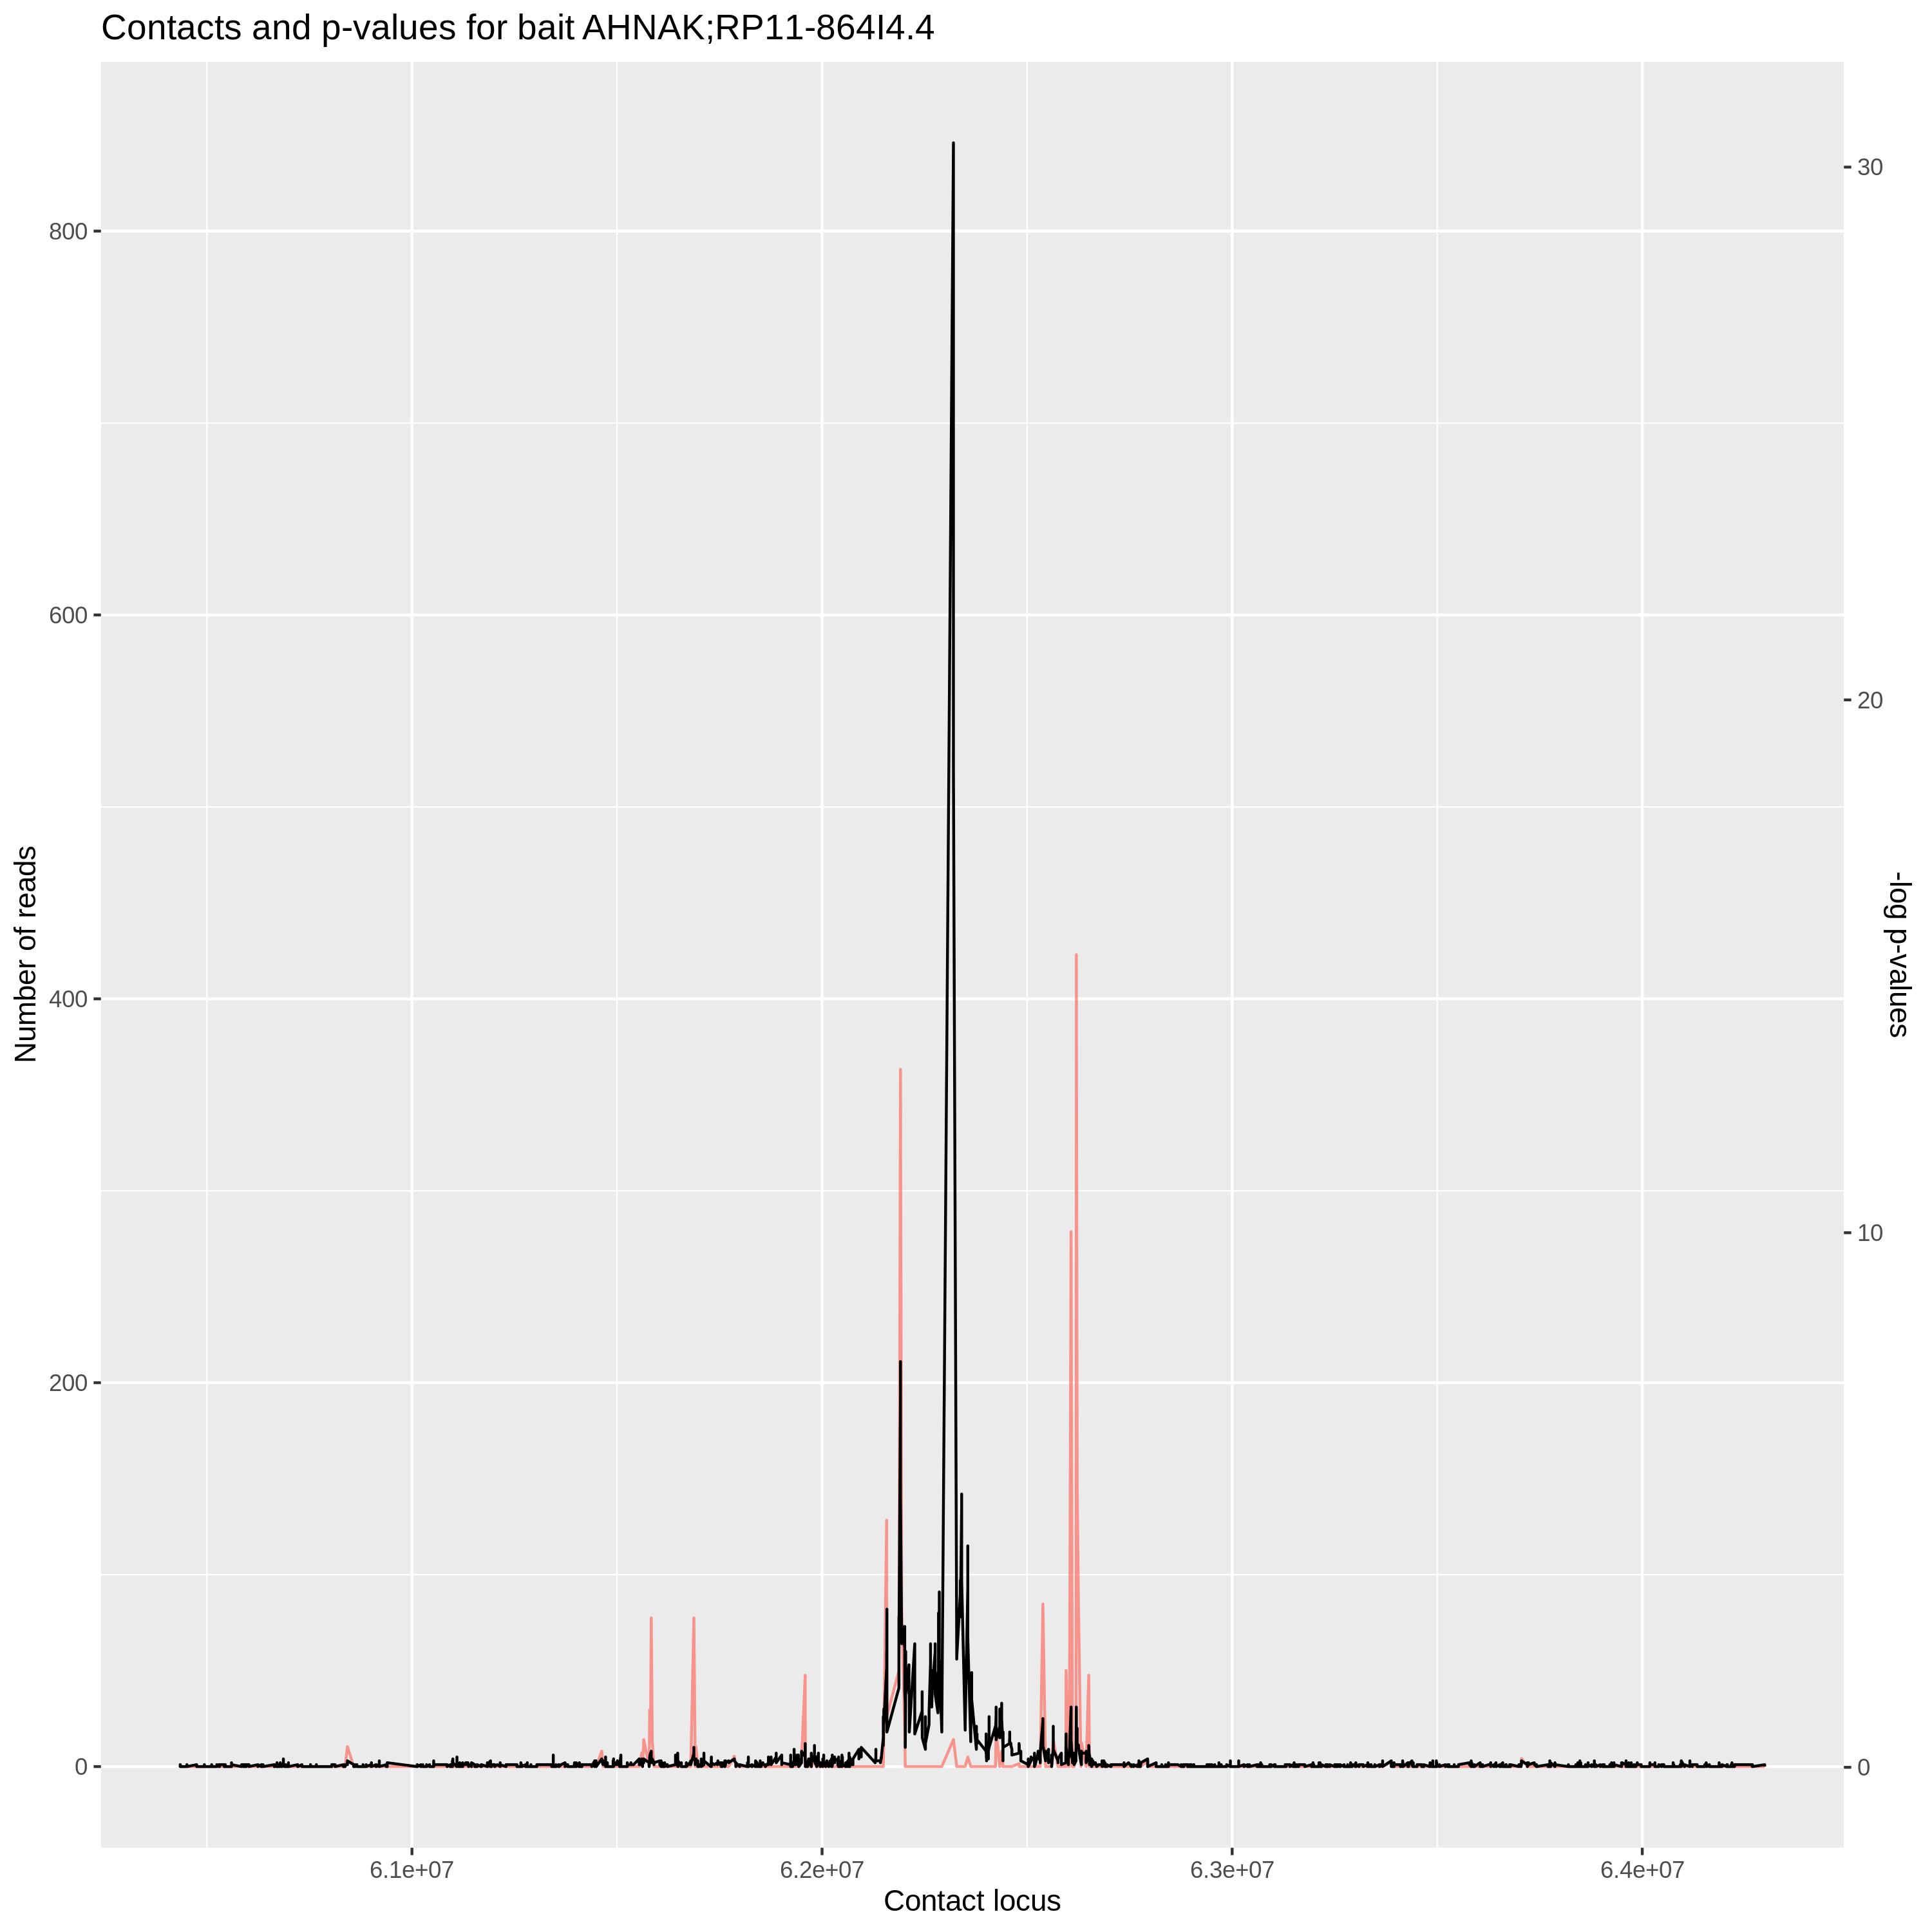 Contacts and p-values for bait AHNAK;RP11-864I4.4
800
600
400
200
0
Number of reads
30
20
10
0
-log p-values
6.1e+07
6.2e+07
6.3e+07
6.4e+07
Contact locus